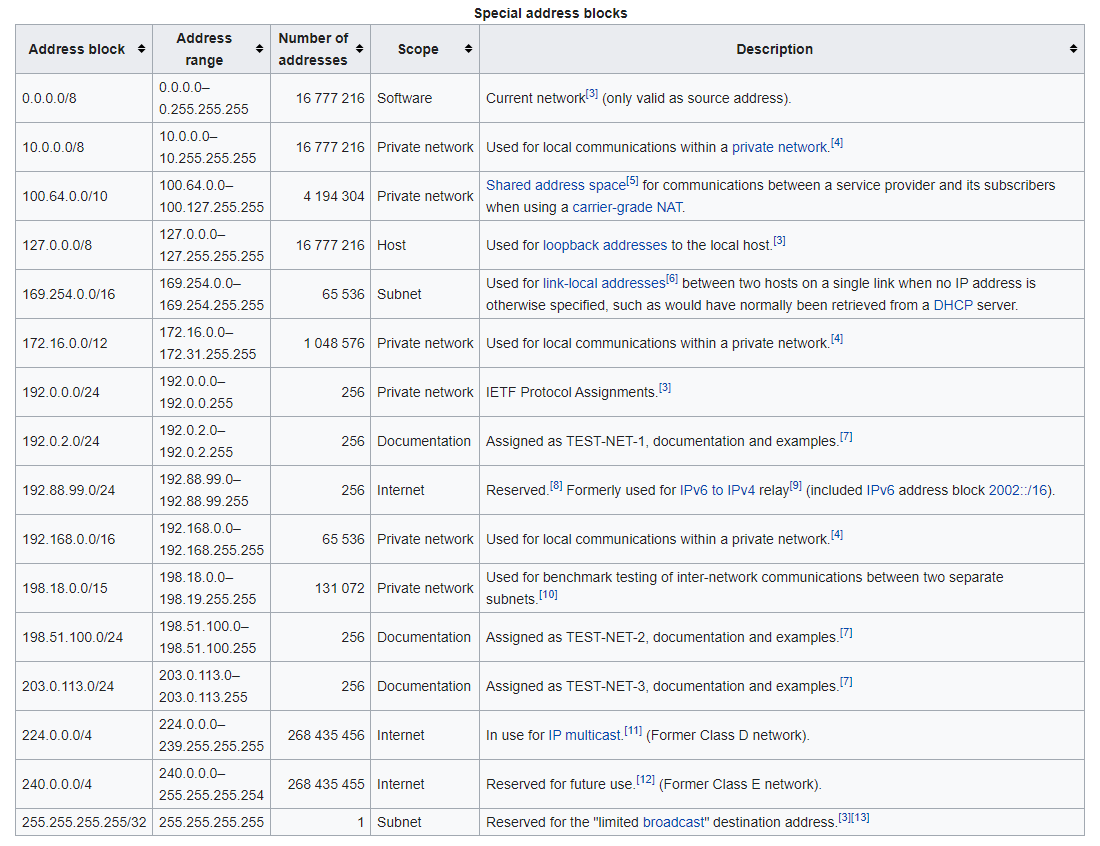 Special address blocks
Address block Address range Number of addresses Scope Description
0.0.0.0/8 0.0.0.0– 0.255.255.255 16 777 216 Software Current network[3] (only valid as source address).
10.0.0.0/8 10.0.0.0– 10.255.255.255 16 777 216 Private network Used for local communications within a private network.[4]
100.64.0.0/10 100.64.0.0– 100.127.255.255 4 194 304 Private network Shared address space[5] for communications between a service provider and its subscribers when using a carrier-grade NAT.
127.0.0.0/8 127.0.0.0– 127.255.255.255 16 777 216 Host Used for loopback addresses to the local host.[3]
169.254.0.0/16 169.254.0.0– 169.254.255.255 65 536 Subnet Used for link-local addresses[6] between two hosts on a single link when no IP address is otherwise specified, such as would have normally been retrieved from a DHCP server.
172.16.0.0/12 172.16.0.0– 172.31.255.255 1 048 576 Private network Used for local communications within a private network.[4]
192.0.0.0/24 192.0.0.0– 192.0.0.255 256 Private network IETF Protocol Assignments.[3]
192.0.2.0/24 192.0.2.0– 192.0.2.255 256 Documentation Assigned as TEST-NET-1, documentation and examples.[7]
192.88.99.0/24 192.88.99.0– 192.88.99.255 256 Internet Reserved.[8] Formerly used for IPv6 to IPv4 relay[9] (included IPv6 address block 2002::/16).
192.168.0.0/16 192.168.0.0– 192.168.255.255 65 536 Private network Used for local communications within a private network.[4]
198.18.0.0/15 198.18.0.0– 198.19.255.255 131 072 Private network Used for benchmark testing of inter-network communications between two separate subnets.[10]
198.51.100.0/24 198.51.100.0– 198.51.100.255 256 Documentation Assigned as TEST-NET-2, documentation and examples.[7]
203.0.113.0/24 203.0.113.0– 203.0.113.255 256 Documentation Assigned as TEST-NET-3, documentation and examples.[7]
224.0.0.0/4 224.0.0.0– 239.255.255.255 268 435 456 Internet In use for IP multicast.[11] (Former Class D network).
240.0.0.0/4 240.0.0.0– 255.255.255.254 268 435 455 Internet Reserved for future use.[12] (Former Class E network).
255.255.255.255/32 255.255.255.255 1 Subnet Reserved for the "limited broadcast" destination address.[3][13]